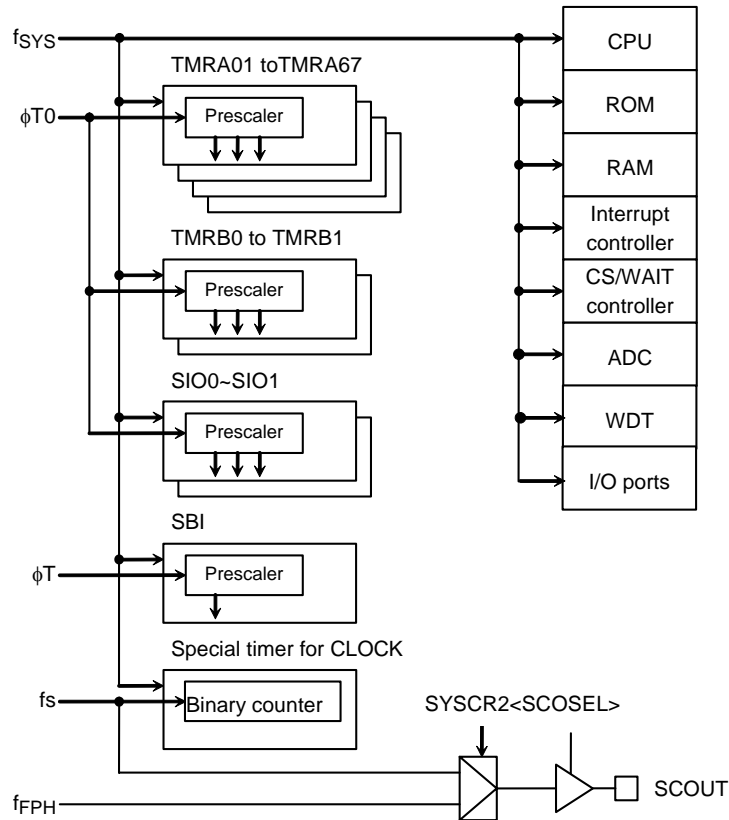 fSYS
TMRA01 toTMRA67
ϕT0
Prescaler
TMRB0 to TMRB1
Prescaler
SIO0~SIO1
Prescaler
SBI
ϕT
Prescaler
Special timer for CLOCK
fs
Binary counter
fFPH
CPU
ROM
RAM
Interrupt
controller
CS/WAIT
controller
ADC
WDT
I/O ports
SYSCR2<SCOSEL>
SCOUT